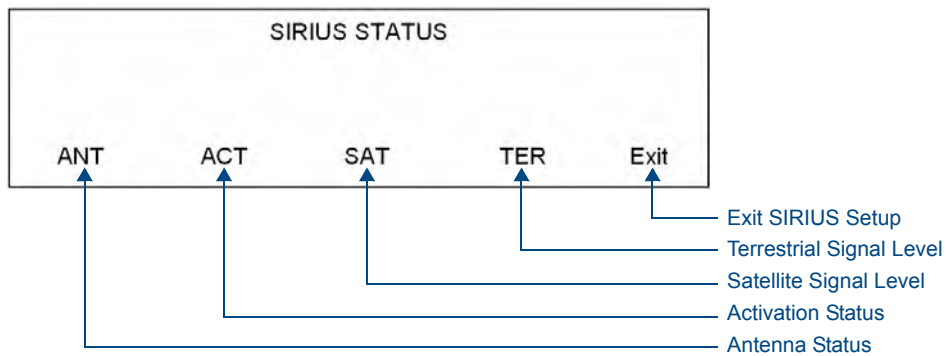 SIRIUS STATUS
ANT ACT SAT TER Exit
Exit SIRIUS Setup
Terrestrial Signal Level
Satellite Signal Level
Activation Status
Antenna Status